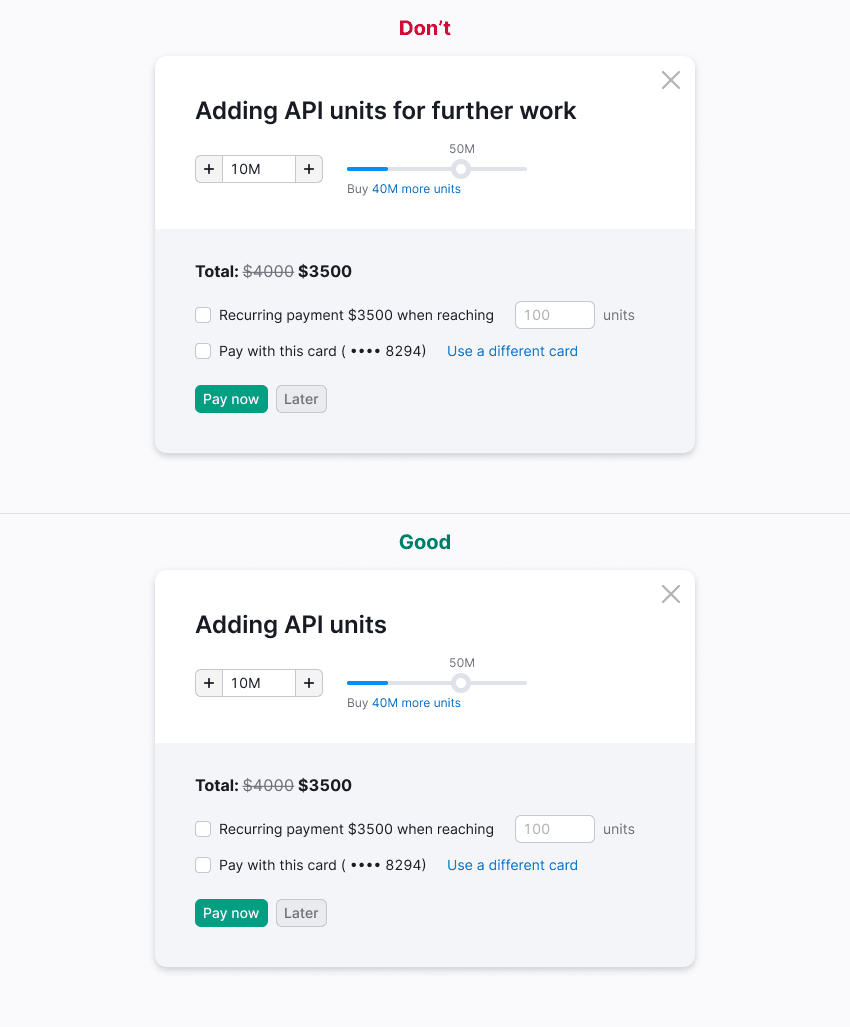 Don’t
Adding API units for further work
50M
+ 10M +
Buy 40M more units
Total: $4000 $3500
Recurring payment $3500 when reaching 100 units
Pay with this card ( •••• 8294) Use a different card
Pay now Later
Good
Adding API units
50M
+ 10M +
Buy 40M more units
Total: $4000 $3500
Recurring payment $3500 when reaching 100 units
Pay with this card ( •••• 8294) Use a different card
Pay now Later